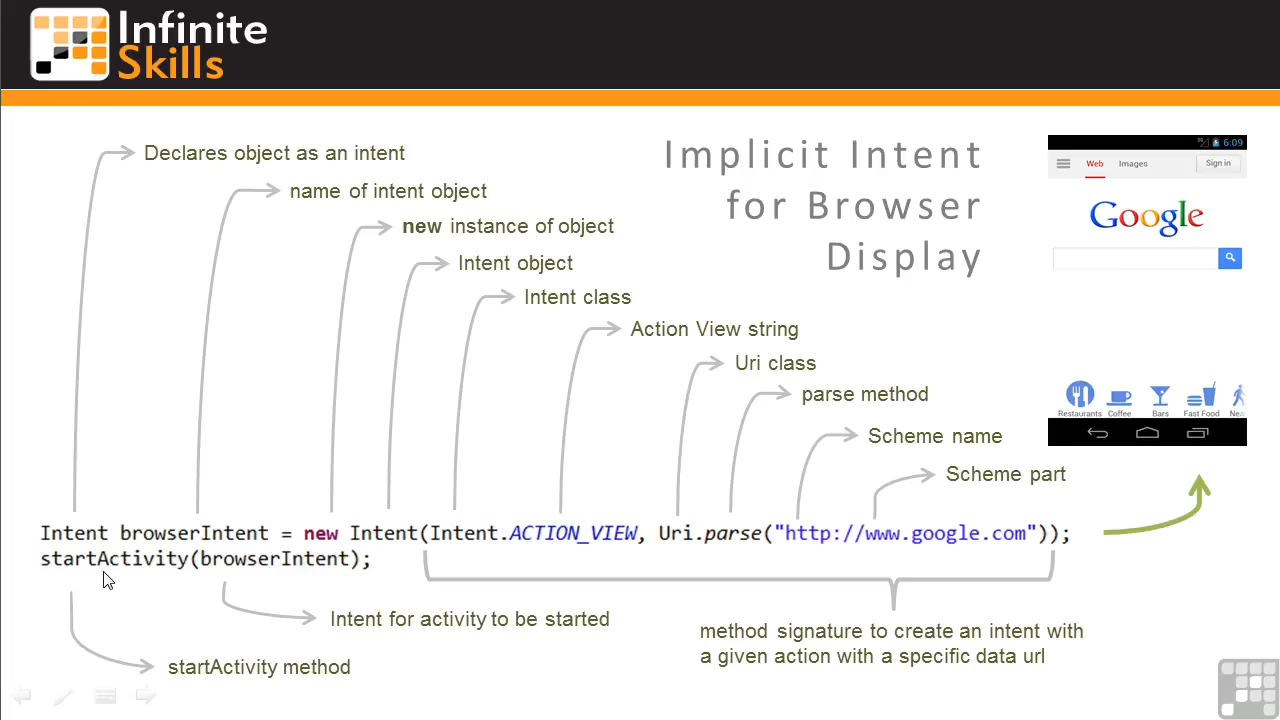 Infinite
Skills
Implicit Intent
for Browser
Display
6:09
Web Images Sign in
Google
Restaurants Coffee Bars Fast Food Nea
Declares object as an intent
name of intent object
new instance of object
Intent object
Intent class
Action View string
Uri class
parse method
Scheme name
Scheme part
Intent browserIntent = new Intent(Intent.ACTION_VIEW, Uri.parse("http://www.google.com"));
startActivity(browserIntent);
Intent for activity to be started
startActivity method
method signature to create an intent with
a given action with a specific data url